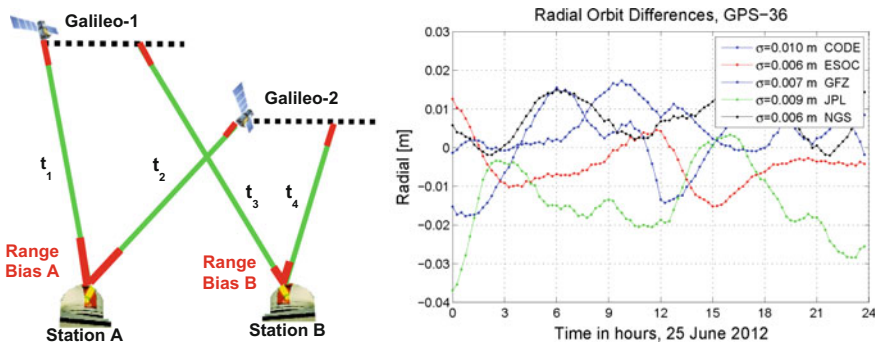 Galileo-1
Galileo-2
t1
t2
t3
t4
Range
Bias A
Range
Bias B
Station A
Station B
Radial Orbit Differences, GPS−36
σ=0.010 m CODE
σ=0.006 m ESOC
σ=0.007 m GFZ
σ=0.009 m JPL
σ=0.006 m NGS
Radial [m]
0.03
0.02
0.01
0
−0.01
−0.02
−0.03
−0.04
0 3 6 9 12 15 18 21 24
Time in hours, 25 June 2012